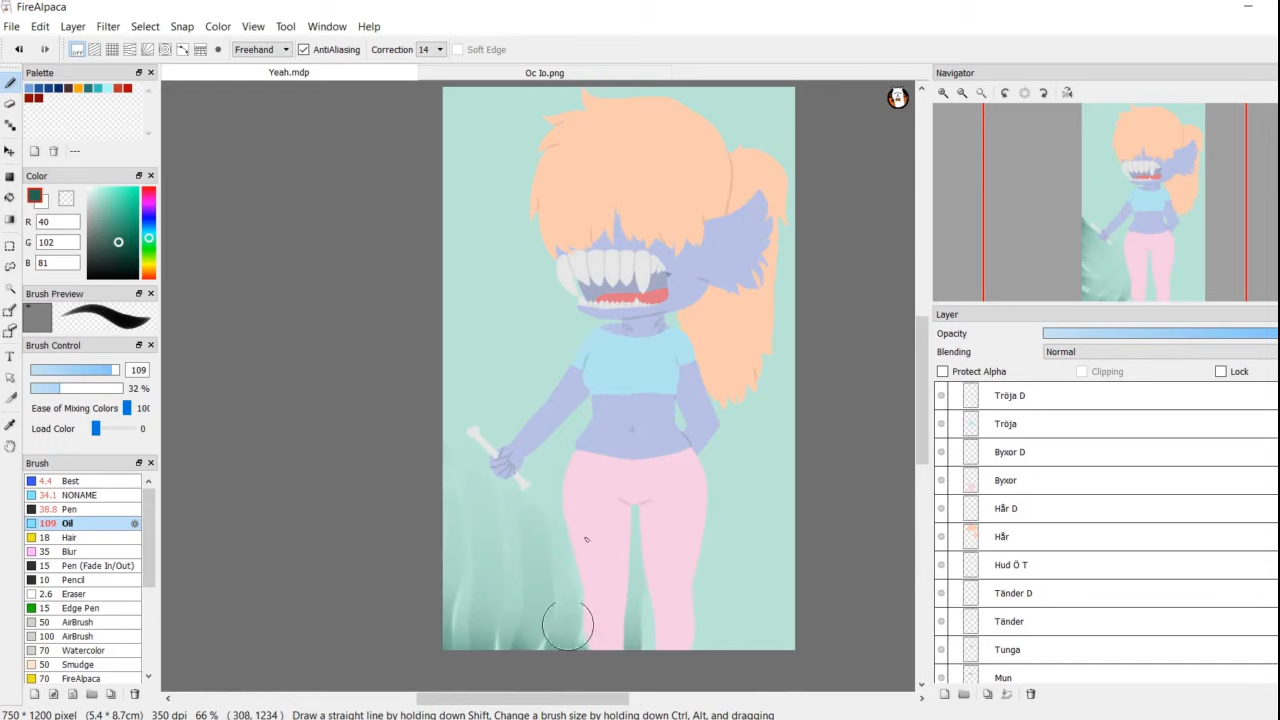 FireAlpaca
File Edit Layer Filter Select Snap Color View Tool Window Help
off Freehand AntiAliasing Correction 14 Soft Edge
Palette Yeah.mdp Oc Io.png Navigator
---
Color
R 40
G 102
B 81
Brush Preview
Layer
Opacity
Brush Control
Blending Normal
109
Protect Alpha Clipping Lock
32 %
Tröja D
Ease of Mixing Colors 100
Tröja
Load Color 0
Byxor D
Brush
4.4 Best
Byxor
34.1 NONAME
38.8 Pen
Hår D
109 Oil
18 Hair
Hår
35 Blur
15 Pen (Fade In/Out)
Hud Ö T
10 Pencil
2.6 Eraser
Tänder D
15 Edge Pen
50 AirBrush
Tänder
100 AirBrush
70 Watercolor
Tunga
50 Smudge
70 FireAlpaca
Mun
750 * 1200 pixel (5.4 * 8.7cm) 350 dpi 66 % ( 308, 1234 ) Draw a straight line by holding down Shift, Change a brush size by holding down Ctrl, Alt, and dragging